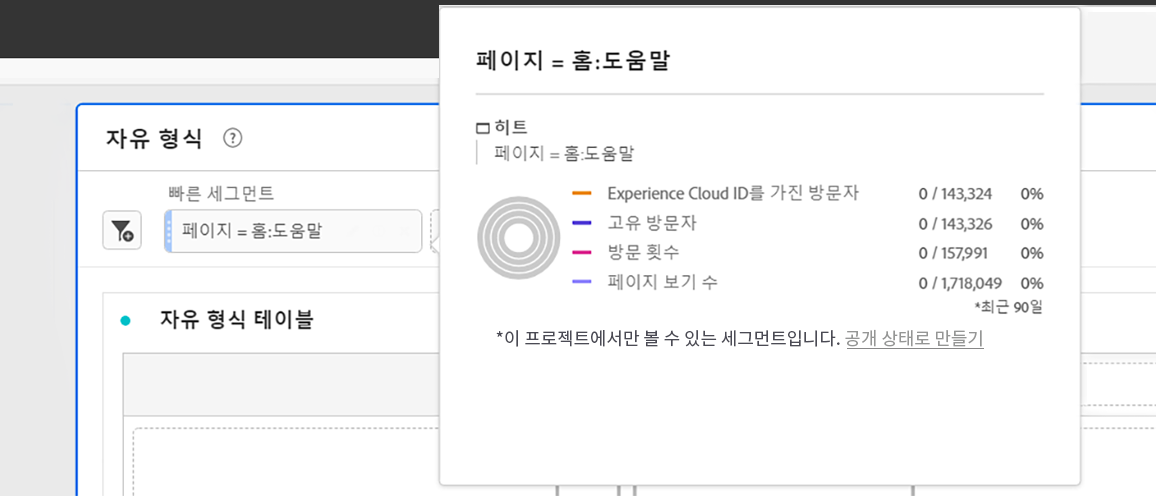 페이지 = 홈:도움말
자유 형식 ?
히트
페이지 = 홈:도움말
빠른 세그먼트
페이지 = 홈:도움말
Experience Cloud ID를 가진 방문자 0 / 143,324 0%
고유 방문자 0 / 143,326 0%
방문 횟수 0 / 157,991 0%
페이지 보기 수 0 / 1,718,049 0%
*최근 90일
자유 형식 테이블
*이 프로젝트에서만 볼 수 있는 세그먼트입니다. 공개 상태로 만들기